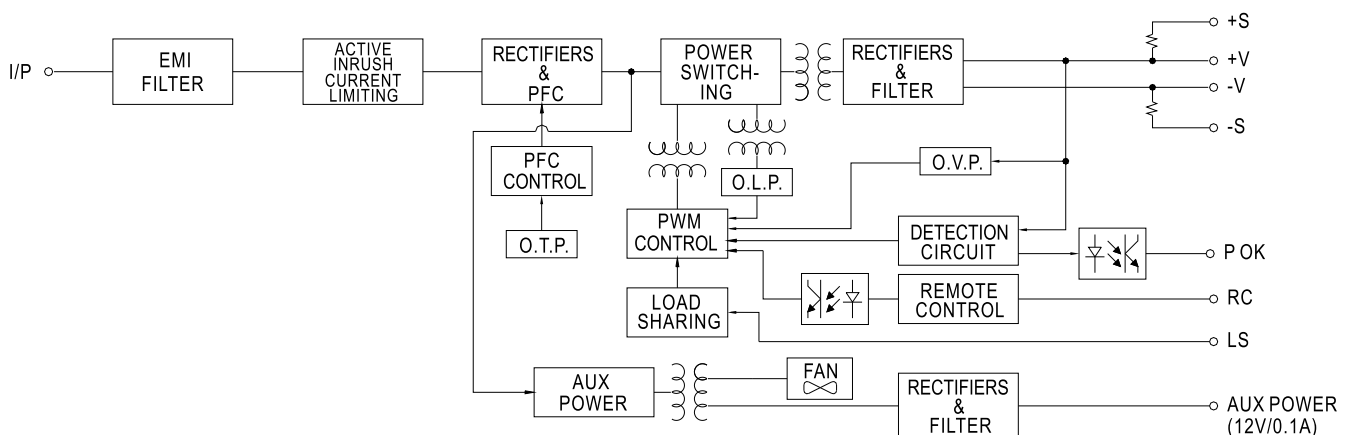 I/P
EMI
FILTER
ACTIVE
INRUSH
CURRENT
LIMITING
RECTIFIERS
&
PFC
POWER
SWITCH-
ING
RECTIFIERS
&
FILTER
+S
+V
-V
-S
PFC
CONTROL
O.T.P.
O.L.P.
O.V.P.
PWM
CONTROL
DETECTION
CIRCUIT
P OK
LOAD
SHARING
REMOTE
CONTROL
RC
LS
AUX
POWER
FAN
RECTIFIERS
&
FILTER
AUX POWER
(12V/0.1A)